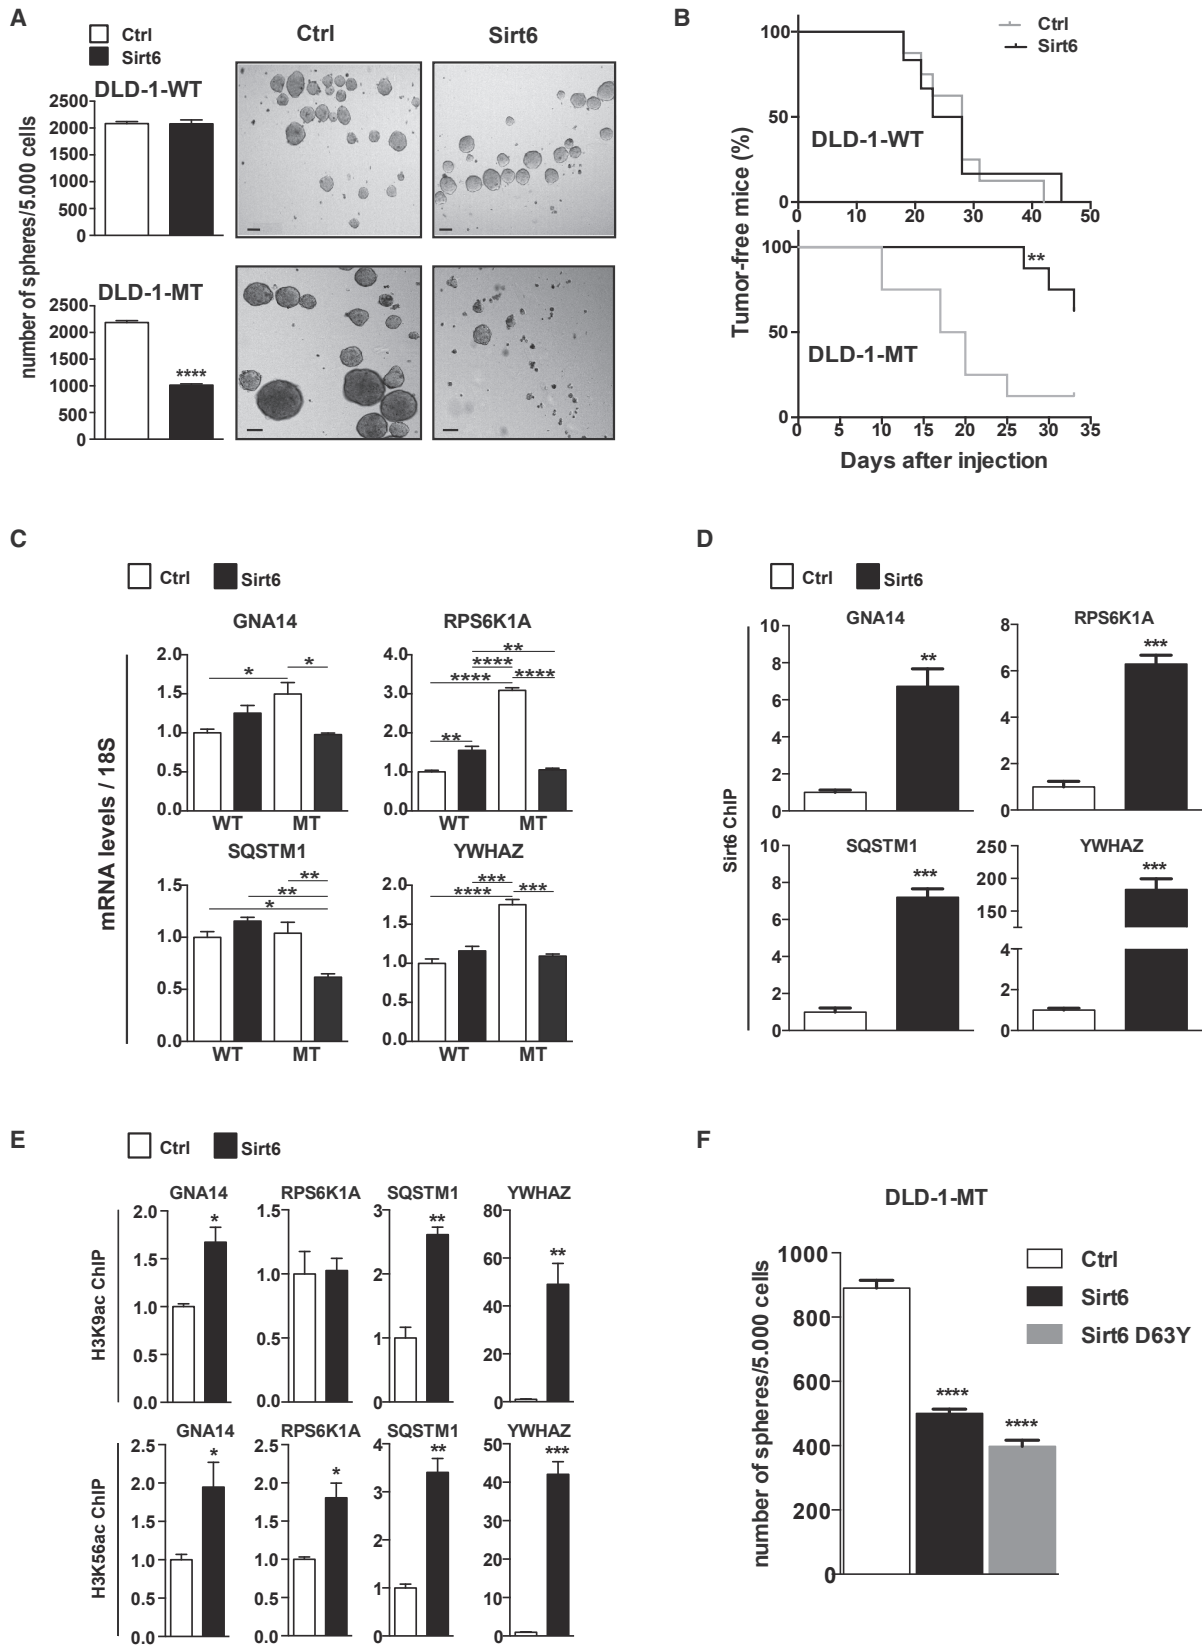 A
Ctrl
Sirt6
Ctrl
Sirt6
DLD-1-WT
2500
2000
1500
1000
500
0
DLD-1-MT
2500
2000
1500
1000
500
0
****
number of spheres/5.000 cells
B
Ctrl
Sirt6
100
50
0
DLD-1-WT
0 10 20 30 40 50
100
50
0
**
DLD-1-MT
0 5 10 15 20 25 30 35
Tumor-free mice (%)
Days after injection
C
Ctrl Sirt6
mRNA levels / 18S
GNA14
2.0
1.5
1.0
0.5
0.0
* *
WT MT
RPS6K1A
4.0
3.0
2.0
1.0
0.0
**
****
**** ****
**
WT MT
SQSTM1
1.5
1.0
0.5
0.0
**
**
*
WT MT
YWHAZ
2.0
1.5
1.0
0.5
0.0
***
**** ***
WT MT
D
Ctrl Sirt6
Sirt6 ChIP
GNA14
10
8
6
4
2
0
**
RPS6K1A
8
6
4
2
0
***
SQSTM1
10
8
6
4
2
0
***
YWHAZ
250
200
150
4
2
0
***
E
Ctrl Sirt6
H3K9ac ChIP
GNA14
2.0
1.5
1.0
0.5
0.0
*
RPS6K1A
1.5
1.0
0.5
0.0
SQSTM1
3
2
1
0
**
YWHAZ
80
60
40
20
0
**
H3K56ac ChIP
GNA14
2.5
2.0
1.5
1.0
0.5
0.0
*
RPS6K1A
2.5
2.0
1.5
1.0
0.5
0.0
*
SQSTM1
4
3
2
1
0
**
YWHAZ
50
40
30
20
10
0
***
F
DLD-1-MT
number of spheres/5.000 cells
1000
800
600
400
200
0
****
****
Ctrl
Sirt6
Sirt6 D63Y